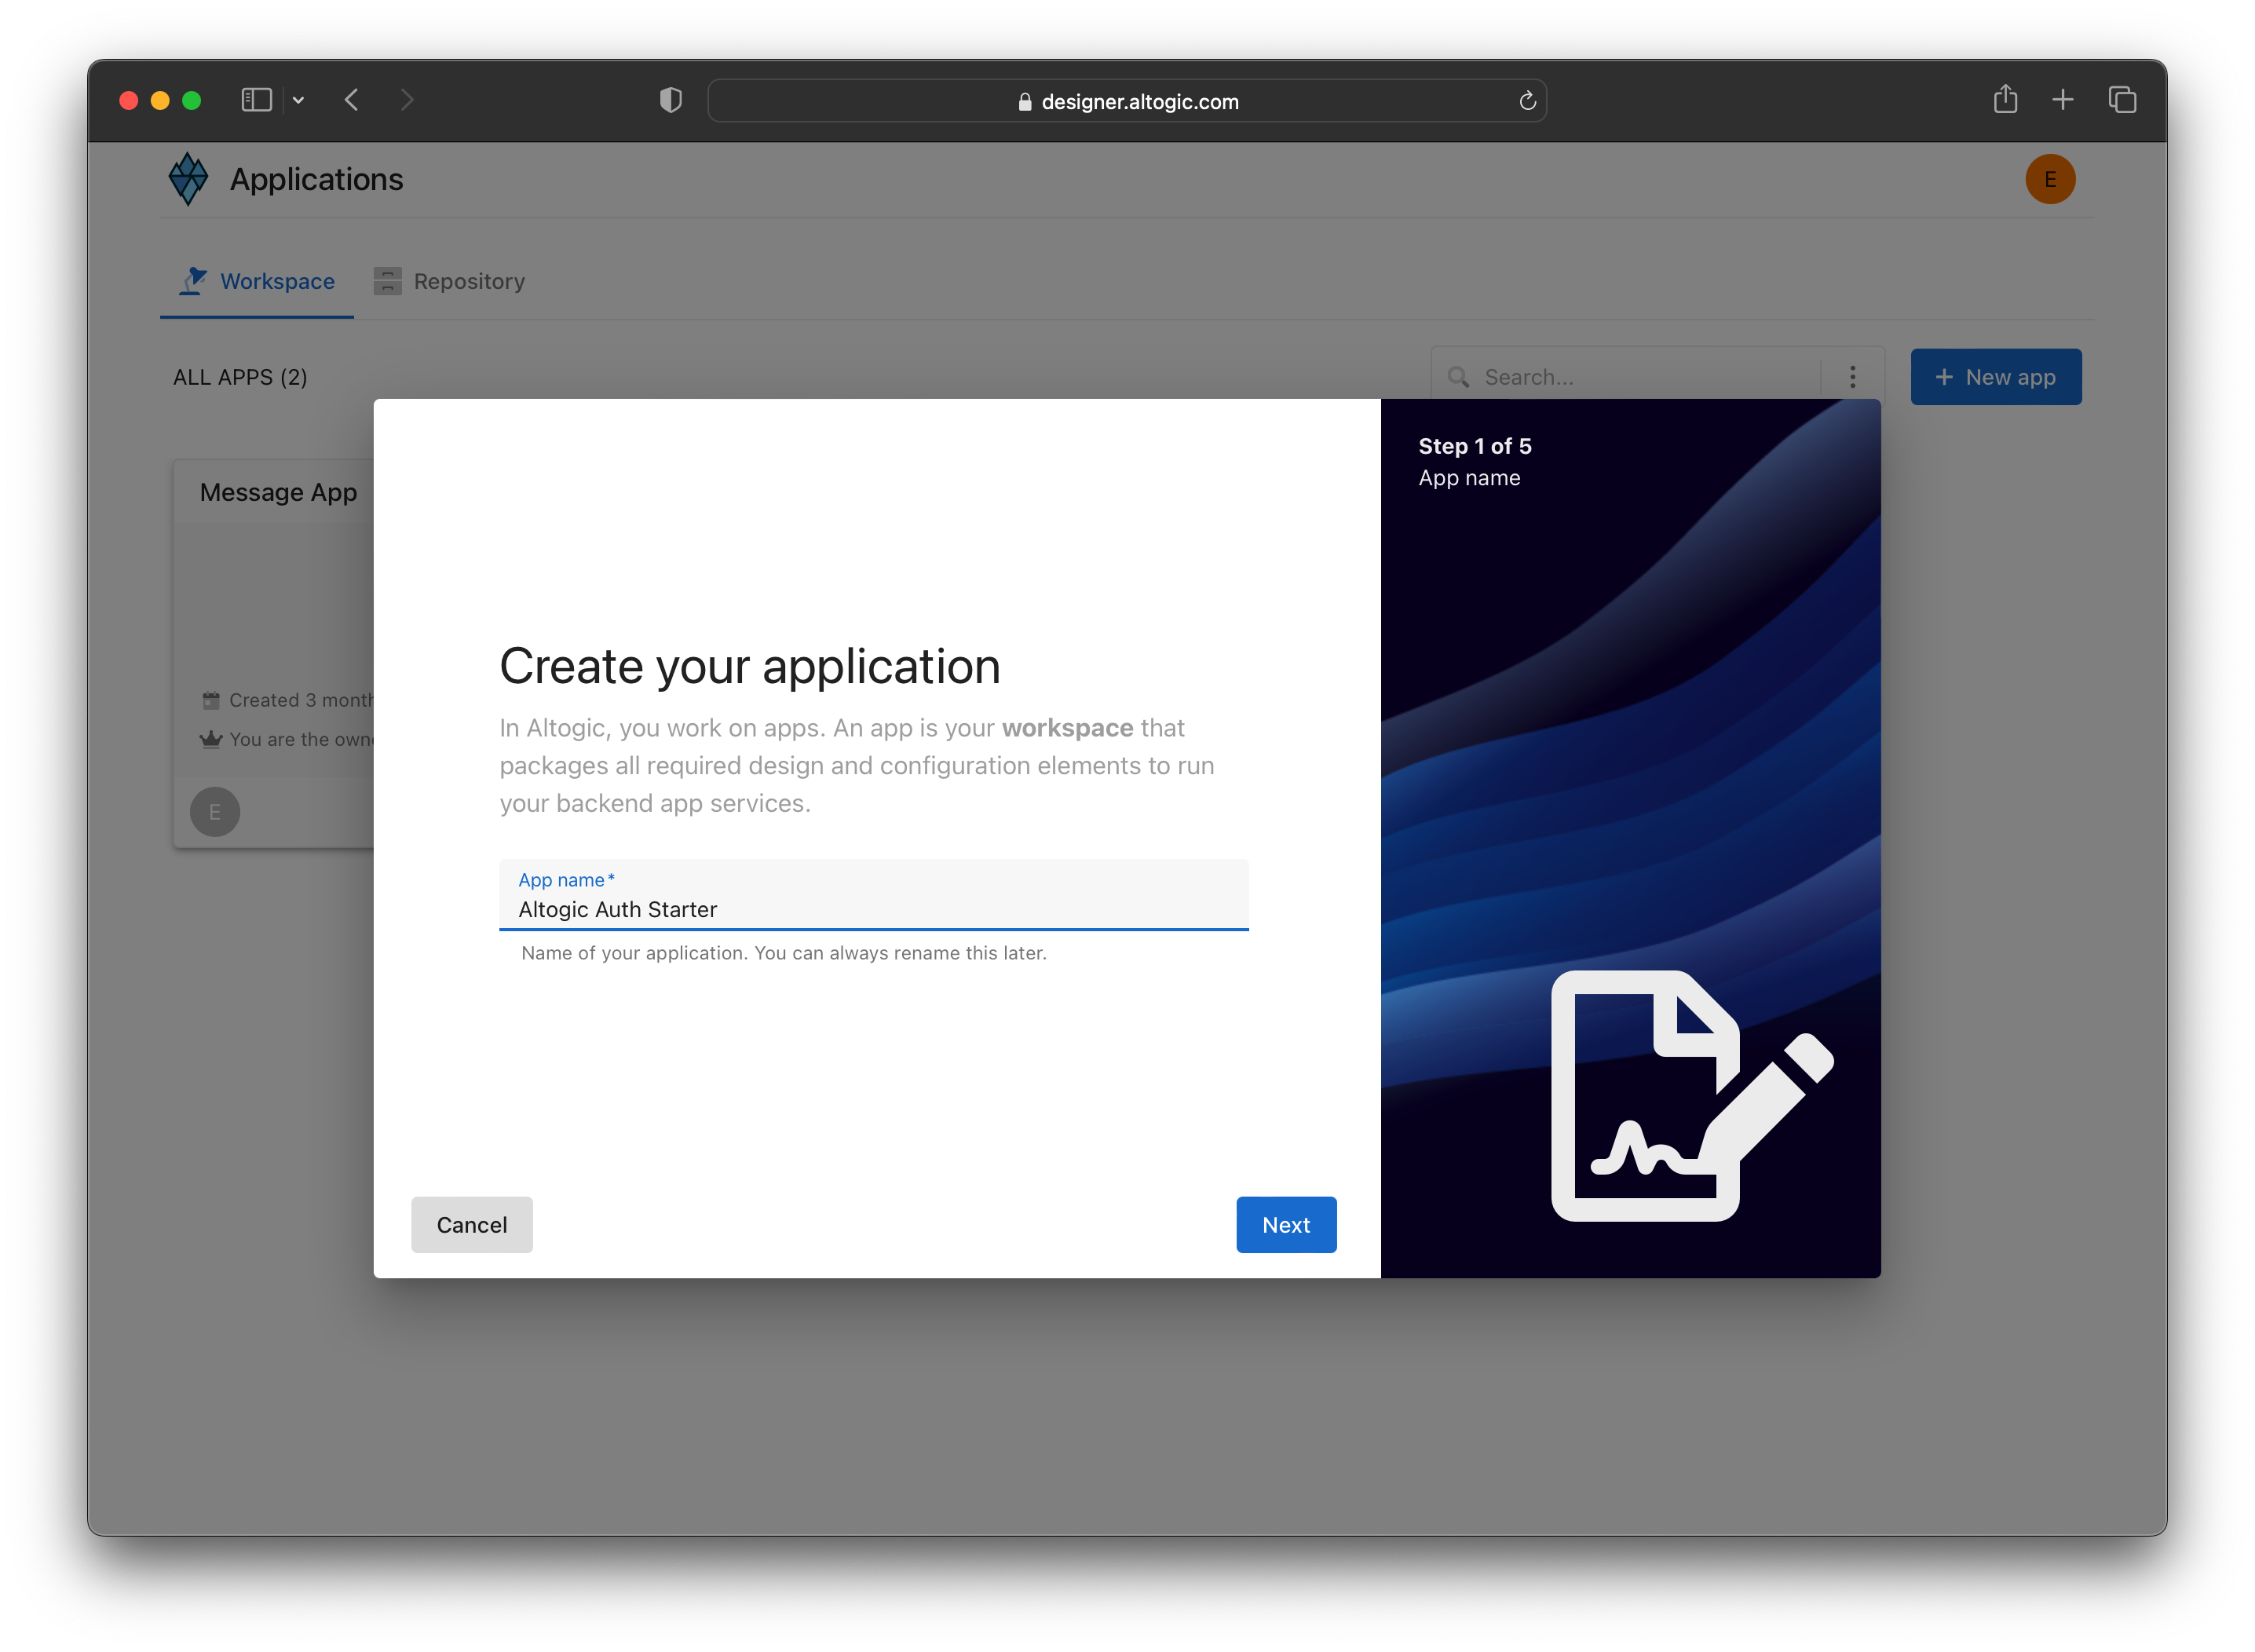 designer.altogic.com
Applications
E
Workspace
Repository
ALL APPS (2)
Search...
New app
Message App
Created 3 month
You are the own
E
Step 1 of 5
App name
Create your application
In Altogic, you work on apps. An app is your workspace that
packages all required design and configuration elements to run
your backend app services.
App name*
Altogic Auth Starter
Name of your application. You can always rename this later.
Cancel
Next